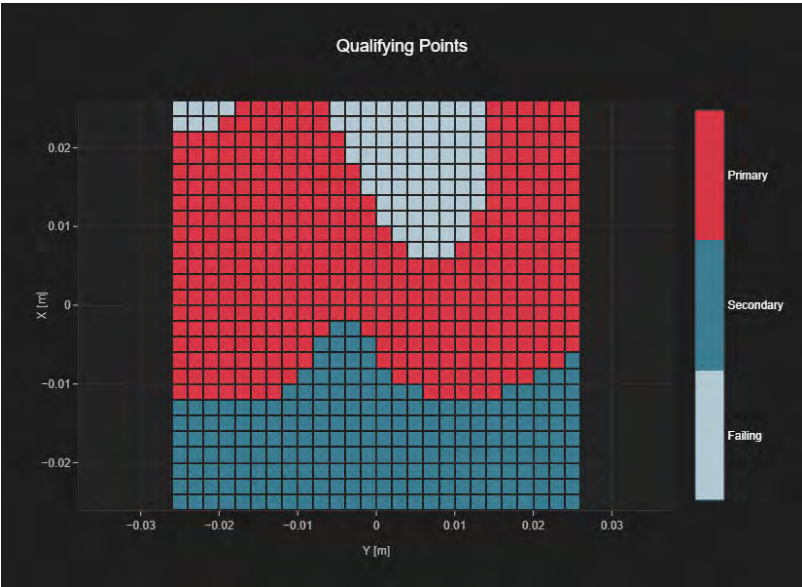 Qualifying Points
0.02
0.01
0
−0.01
−0.02
X [m]
−0.03
−0.02
−0.01
0
0.01
0.02
0.03
Y [m]
Primary
Secondary
Failing